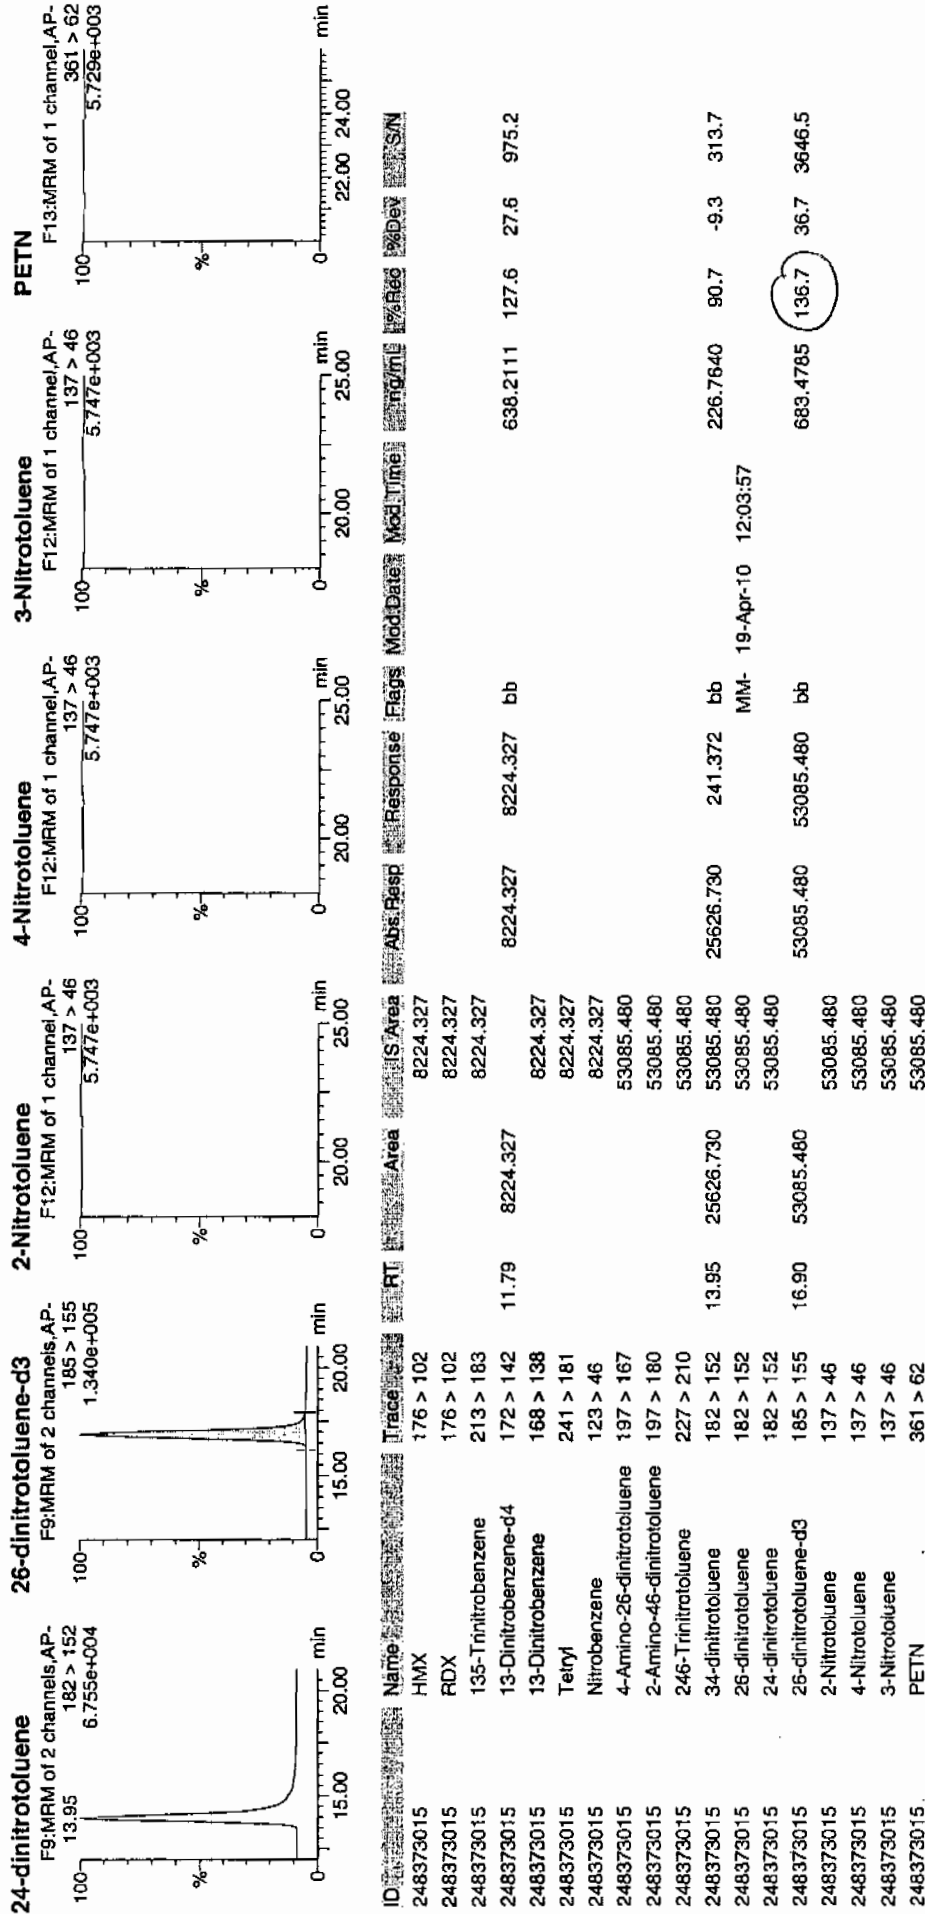 24-dinitrotoluene
F9:MRM of 2 channels,AP-
182 > 152
6.755e+004
13.95
100
%
0
15.00 20.00 min
26-dinitrotoluene-d3
F9:MRM of 2 channels,AP-
185 > 155
1.340e+005
100
%
0
15.00 20.00 min
2-Nitrotoluene
F12:MRM of 1 channel,AP-
137 > 46
5.747e+003
100
%
0
20.00 25.00 min
4-Nitrotoluene
F12:MRM of 1 channel,AP-
137 > 46
5.747e+003
100
%
0
20.00 25.00 min
3-Nitrotoluene
F12:MRM of 1 channel,AP-
137 > 46
5.747e+003
100
%
0
20.00 25.00 min
PETN
F13:MRM of 1 channel,AP-
361 > 62
5.729e+003
100
%
0
22.00 24.00 min
ID Name Trace RT Area IS Area Abs.Resp Response Flags Mod.Date Mod.Time ng/mL %Rec %Dev S/N
248373015 HMX 176 > 102 8224.327
248373015 RDX 176 > 102 8224.327
248373015 135-Trinitrobenzene 213 > 183 8224.327
248373015 13-Dinitrobenzene-d4 172 > 142 11.79 8224.327 8224.327 8224.327 bb 638.2111 127.6 27.6 975.2
248373015 13-Dinitrobenzene 168 > 138 8224.327
248373015 Tetryl 241 > 181 8224.327
248373015 Nitrobenzene 123 > 46 8224.327
248373015 4-Amino-26-dinitrotoluene 197 > 167 53085.480
248373015 2-Amino-46-dinitrotoluene 197 > 180 53085.480
248373015 246-Trinitrotoluene 227 > 210 53085.480
248373015 34-dinitrotoluene 182 > 152 13.95 25626.730 53085.480 25626.730 241.372 bb 226.7640 90.7 -9.3 313.7
248373015 26-dinitrotoluene 182 > 152 53085.480 MM- 19-Apr-10 12:03:57
248373015 24-dinitrotoluene 182 > 152 53085.480
248373015 26-dinitrotoluene-d3 185 > 155 16.90 53085.480 53085.480 53085.480 bb 683.4785 136.7 36.7 3646.5
248373015 2-Nitrotoluene 137 > 46 53085.480
248373015 4-Nitrotoluene 137 > 46 53085.480
248373015 3-Nitrotoluene 137 > 46 53085.480
248373015 PETN 361 > 62 53085.480